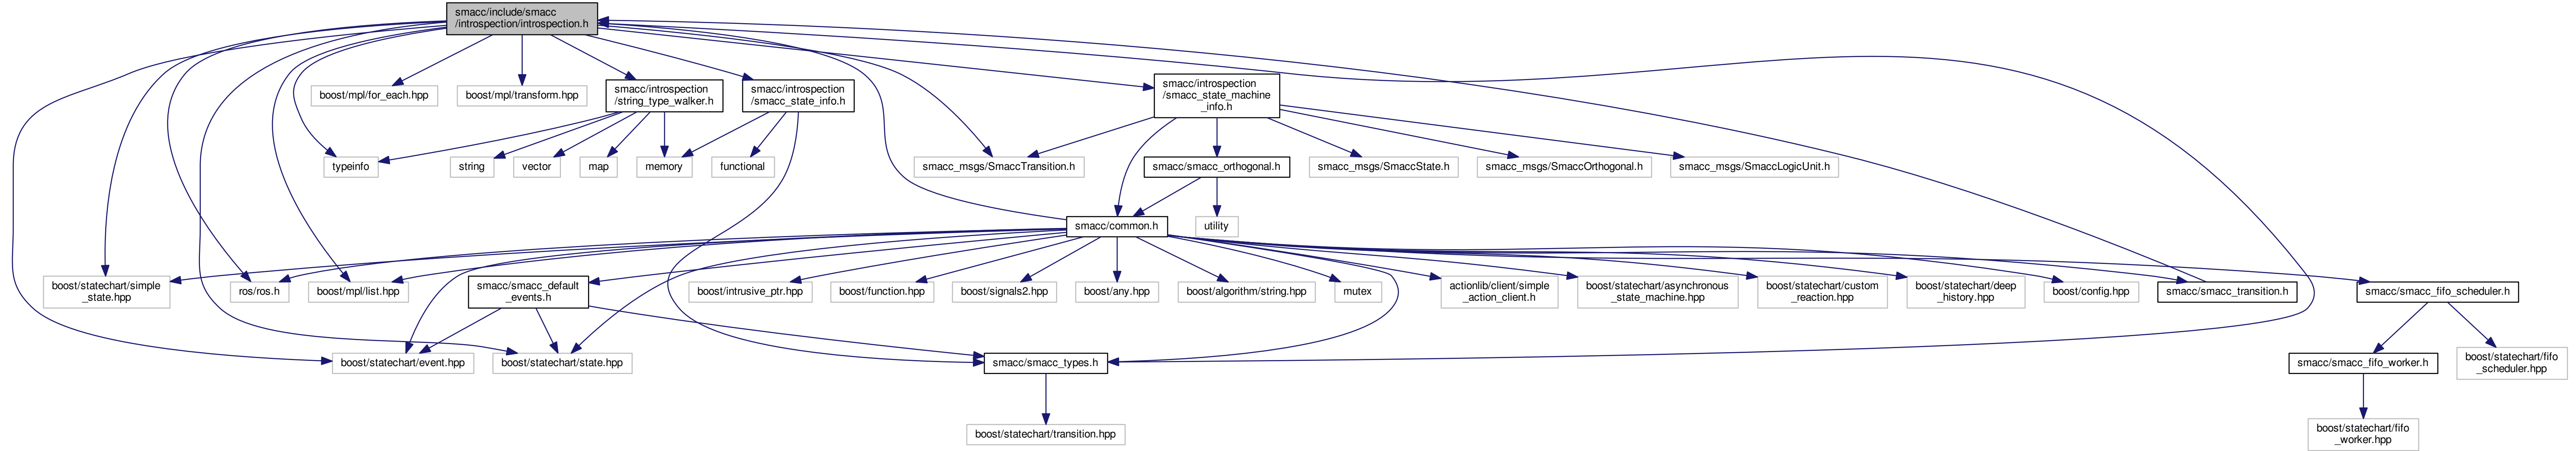 smacc/include/smacc
/introspection/introspection.h
boost/mpl/for_each.hpp
boost/mpl/transform.hpp
smacc/introspection
/string_type_walker.h
smacc/introspection
/smacc_state_info.h
smacc/introspection
/smacc_state_machine
_info.h
typeinfo
string
vector
map
memory
functional
smacc_msgs/SmaccTransition.h
smacc/smacc_orthogonal.h
smacc_msgs/SmaccState.h
smacc_msgs/SmaccOrthogonal.h
smacc_msgs/SmaccLogicUnit.h
smacc/common.h
utility
boost/statechart/simple
_state.hpp
ros/ros.h
boost/mpl/list.hpp
smacc/smacc_default
_events.h
boost/intrusive_ptr.hpp
boost/function.hpp
boost/signals2.hpp
boost/any.hpp
boost/algorithm/string.hpp
mutex
actionlib/client/simple
_action_client.h
boost/statechart/asynchronous
_state_machine.hpp
boost/statechart/custom
_reaction.hpp
boost/statechart/deep
_history.hpp
boost/config.hpp
smacc/smacc_transition.h
smacc/smacc_fifo_scheduler.h
boost/statechart/event.hpp
boost/statechart/state.hpp
smacc/smacc_types.h
smacc/smacc_fifo_worker.h
boost/statechart/fifo
_scheduler.hpp
boost/statechart/transition.hpp
boost/statechart/fifo
_worker.hpp